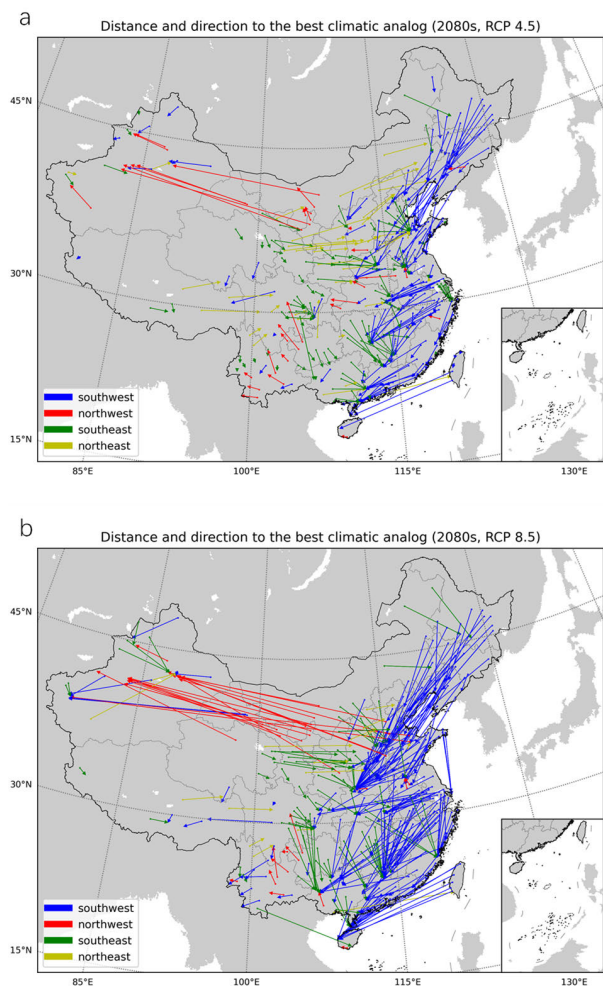 a
Distance and direction to the best climatic analog (2080s, RCP 4.5)
45°N
30°N
15°N
southwest
northwest
southeast
northeast
85°E
100°E
115°E
130°E
b
Distance and direction to the best climatic analog (2080s, RCP 8.5)
45°N
30°N
15°N
southwest
northwest
southeast
northeast
85°E
100°E
115°E
130°E